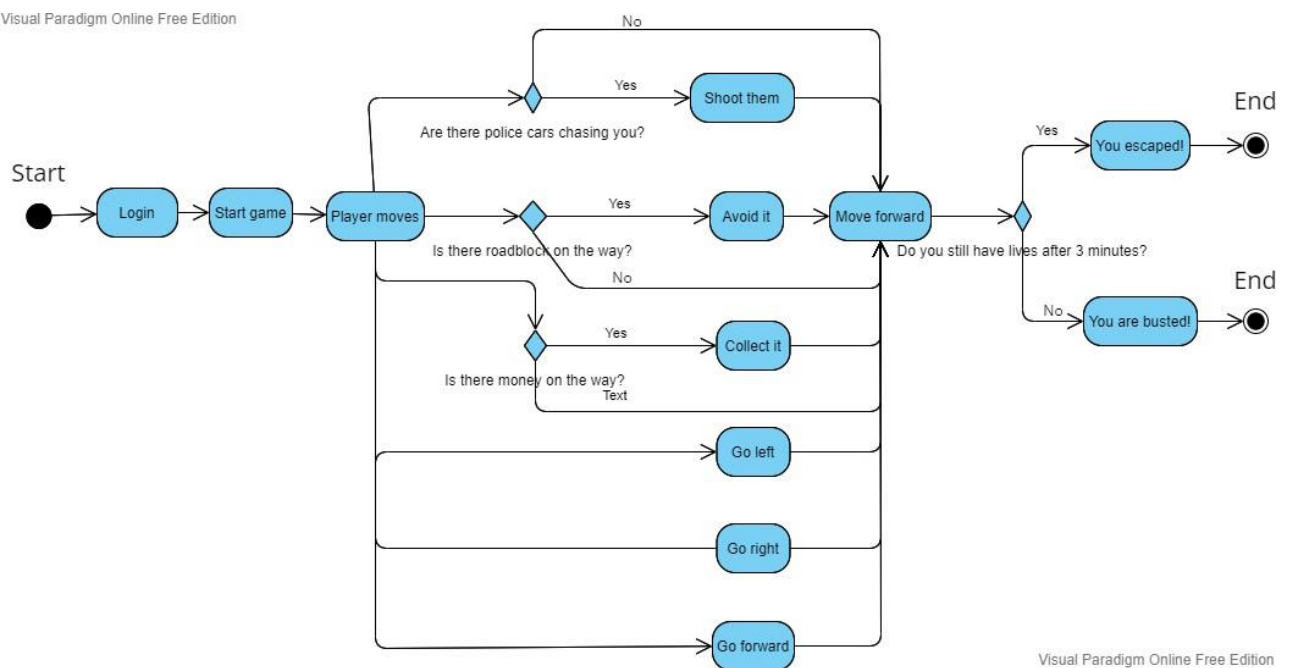 Visual Paradigm Online Free Edition
No
Yes
Shoot them
End
Are there police cars chasing you?
Yes
You escaped!
Start
Login
Start game
Player moves
Yes
Avoid it
Move forward
Is there roadblock on the way?
Do you still have lives after 3 minutes?
No
End
No
You are busted!
Yes
Collect it
Is there money on the way?
Text
Go left
Go right
Go forward
Visual Paradigm Online Free Edition